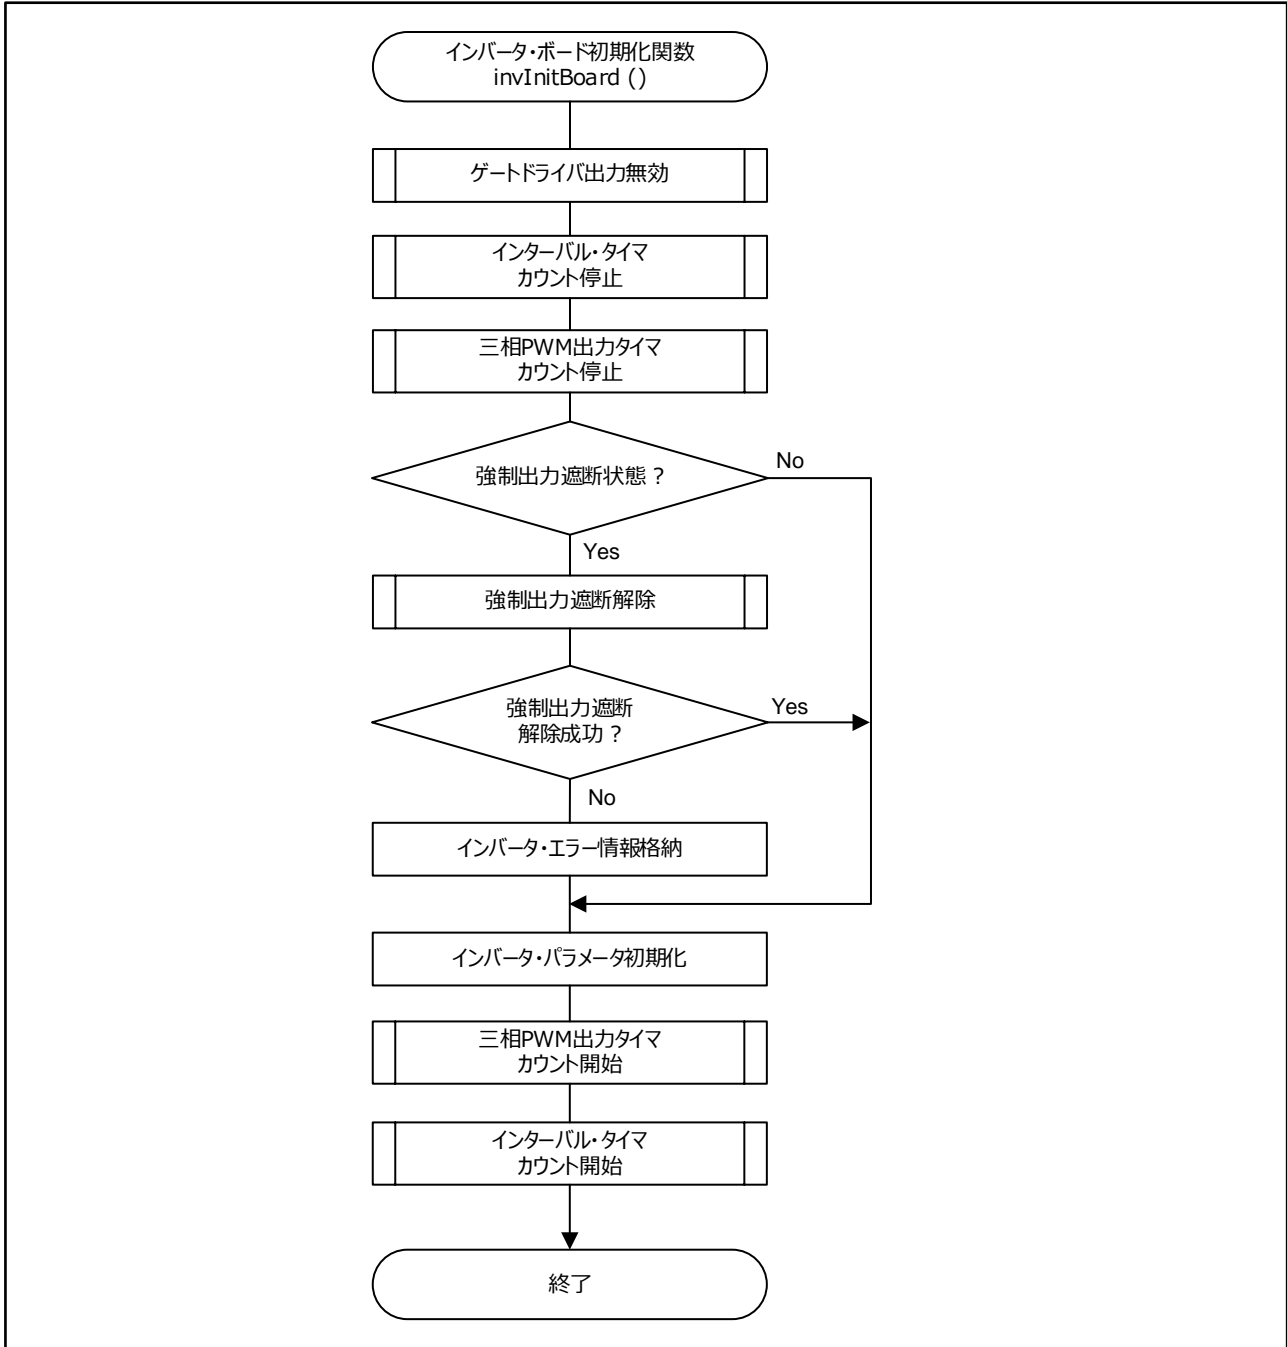 インバータ・ボード初期化関数
invInitBoard ()
ゲートドライバ出力無効
インターバル・タイマ
カウント停止
三相PWM出力タイマ
カウント停止
強制出力遮断状態？
No
Yes
強制出力遮断解除
強制出力遮断
解除成功？
Yes
No
インバータ・エラー情報格納
インバータ・パラメータ初期化
三相PWM出力タイマ
カウント開始
インターバル・タイマ
カウント開始
終了